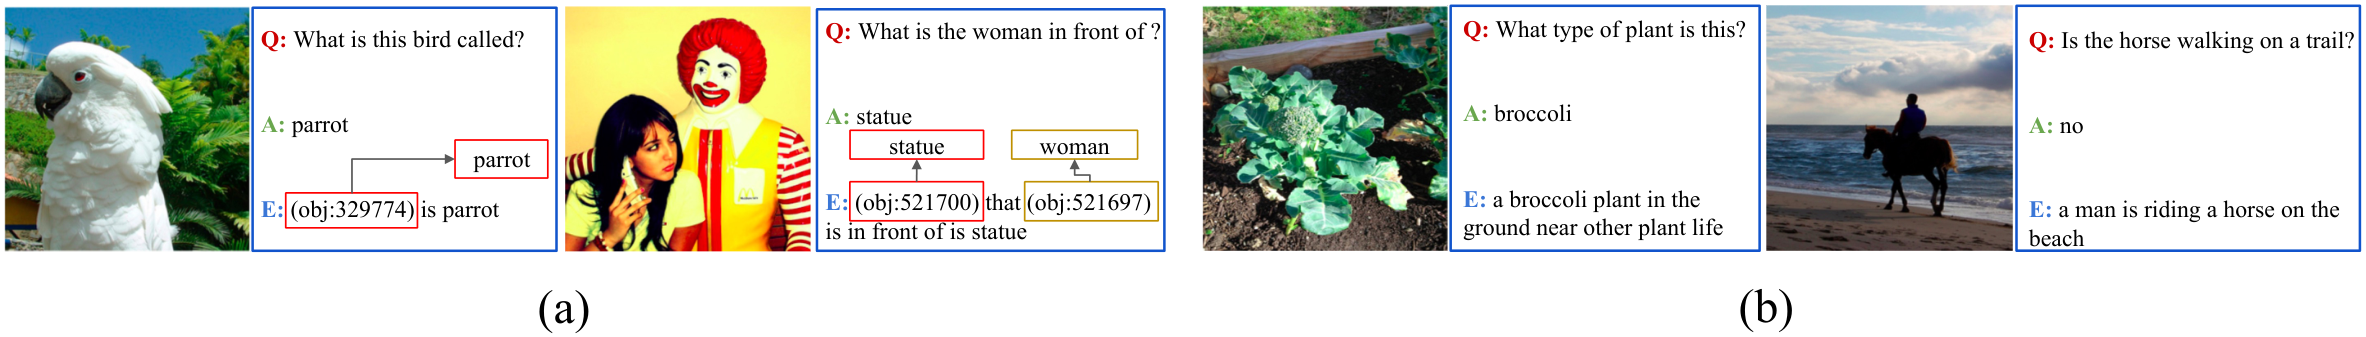 Q: What is this bird called?
A: parrot
parrot
E: (obj:329774) is parrot
Q: What is the woman in front of ?
A: statue
statue
woman
E: (obj:521700) that (obj:521697)
is in front of is statue
(a)
Q: What type of plant is this?
A: broccoli
E: a broccoli plant in the
ground near other plant life
Q: Is the horse walking on a trail?
A: no
E: a man is riding a horse on the
beach
(b)